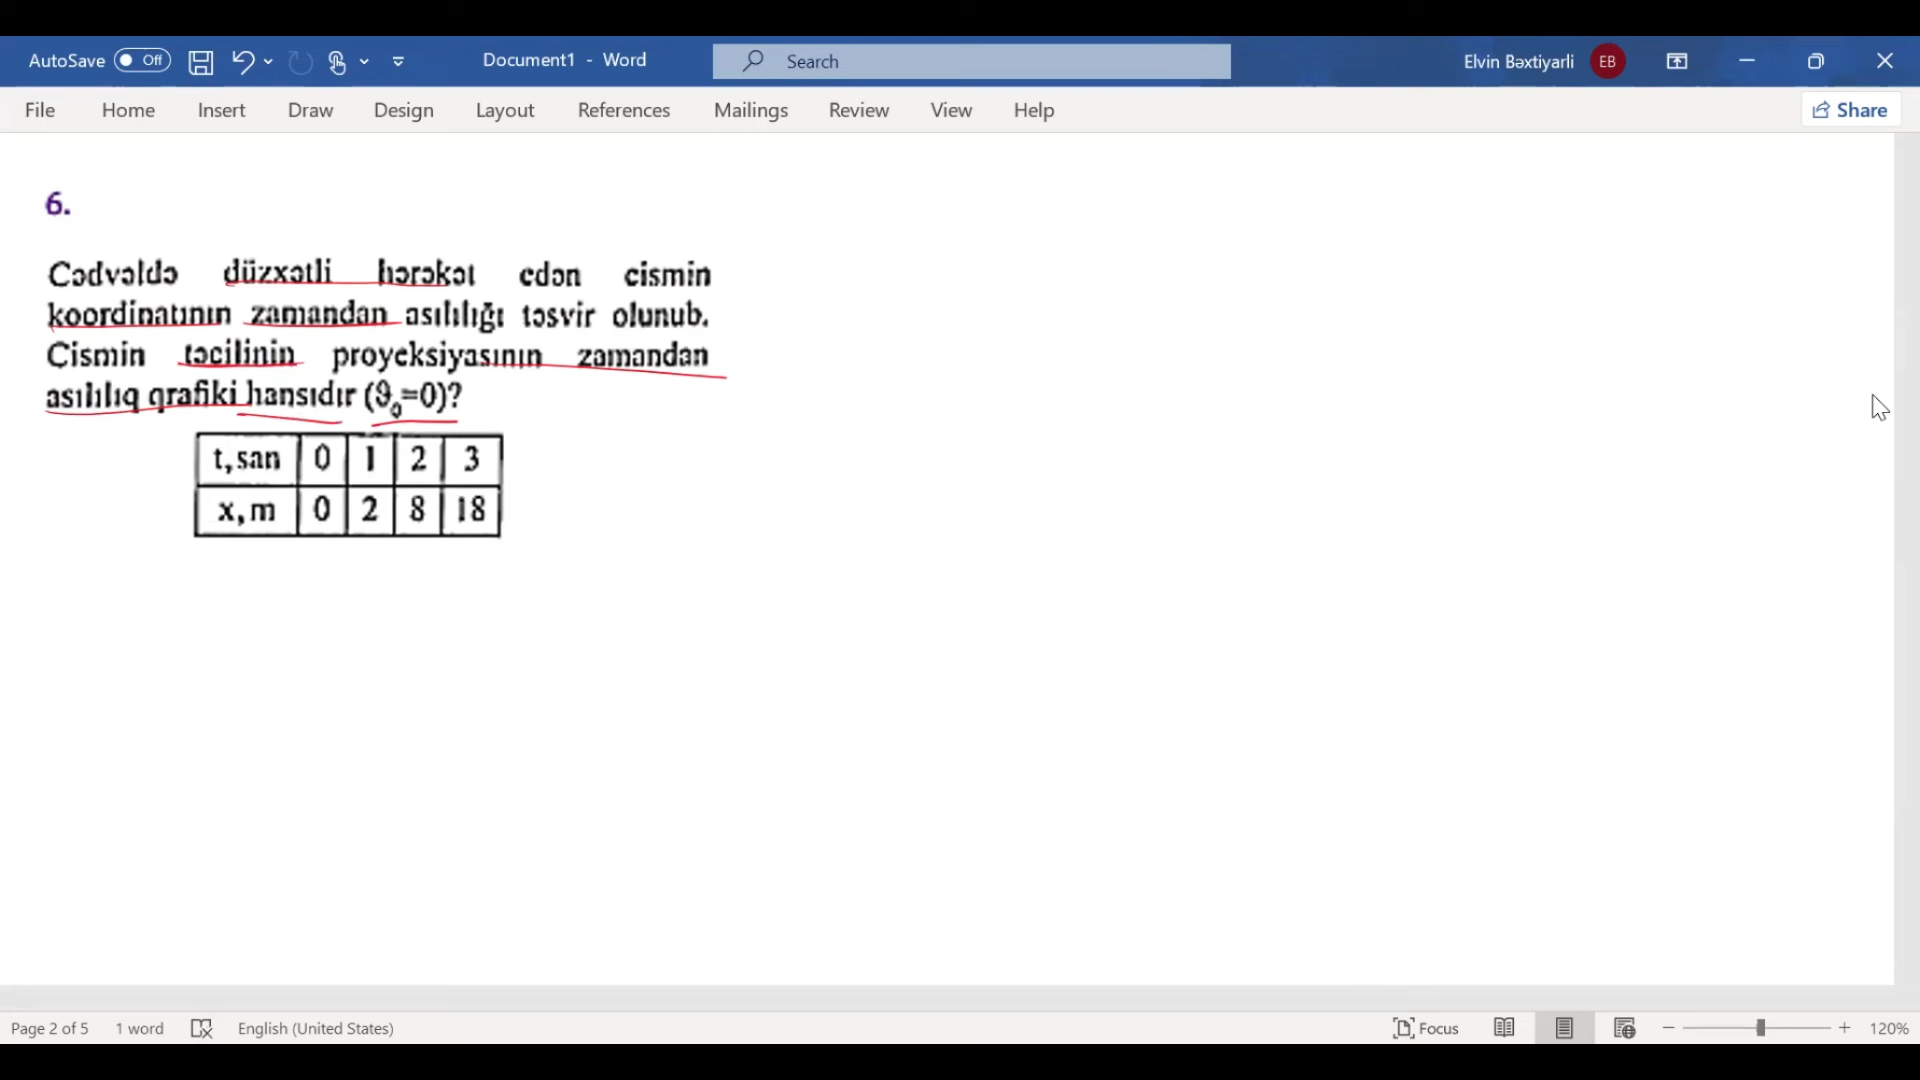 AutoSave Off Document1 - Word Search Elvin Bəxtiyarli EB
File Home Insert Draw Design Layout References Mailings Review View Help Share
6.
Cədvəldə düzxətli hərəkət edən cismin
koordinatının zamandan asılılığı təsvir olunub.
Cismin təcilinin proyeksiyasının zamandan
asılılıq qrafiki hansıdır (ϑ₀=0)?
t,san 0 1 2 3
x,m 0 2 8 18
Page 2 of 5 1 word English (United States) Focus 120%